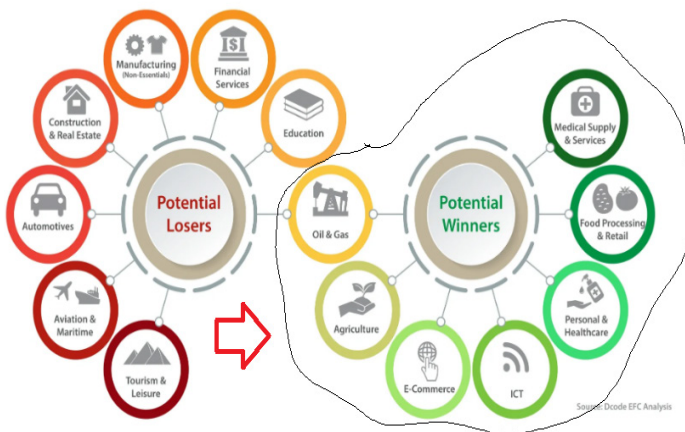 Manufacturing
(Non-Essentials)
Financial
Services
Construction
& Real Estate
Education
Automotives
Potential
Losers
Oil & Gas
Aviation &
Maritime
Tourism &
Leisure
Potential
Winners
Medical Supply
& Services
Food Processing
& Retail
Agriculture
Personal &
Healthcare
E-Commerce
ICT
Source: Dcode EFC Analysis